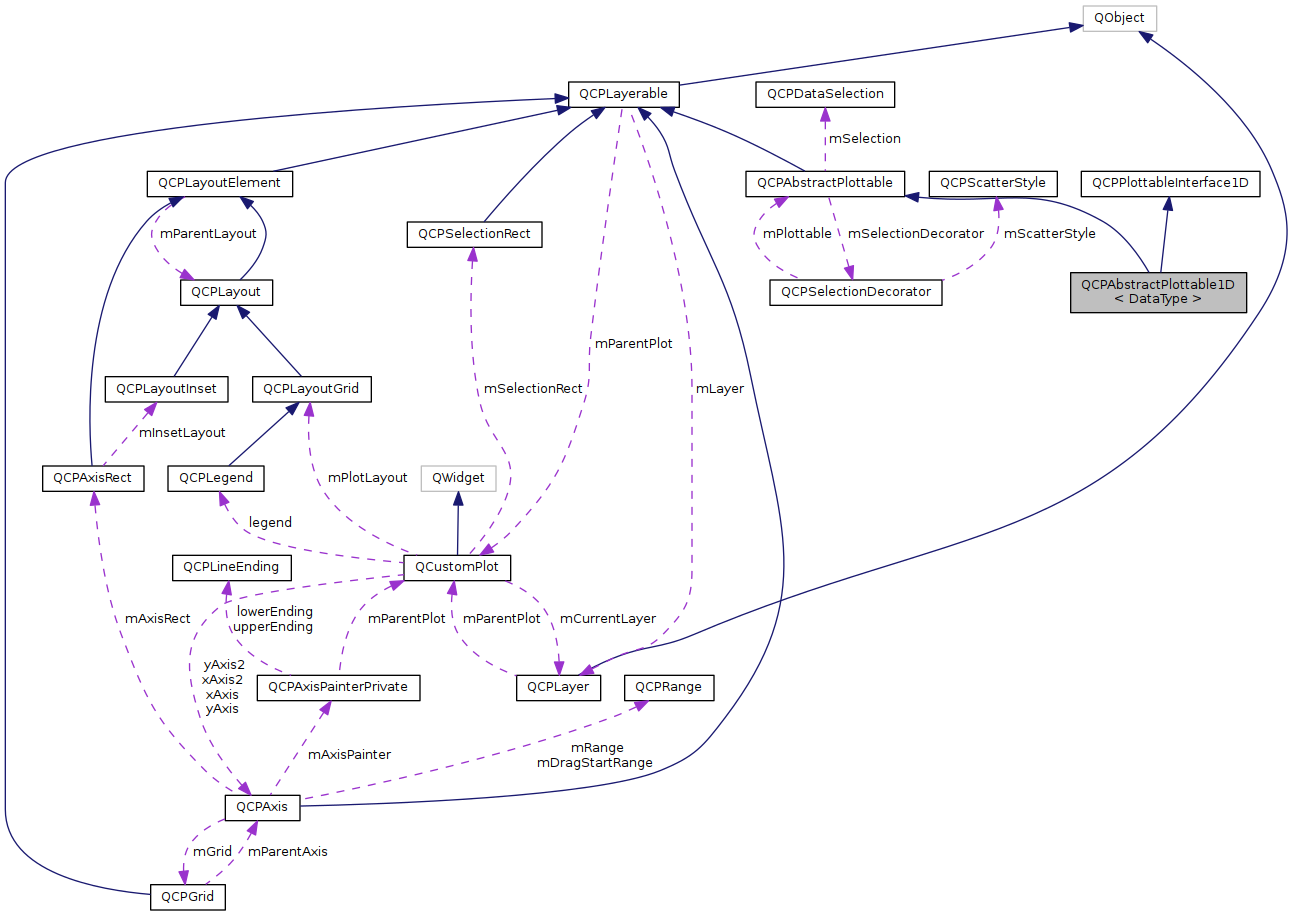 QObject
QCPLayerable
QCPDataSelection
mSelection
QCPLayoutElement
QCPAbstractPlottable
QCPScatterStyle
QCPPlottableInterface1D
mParentLayout
QCPSelectionRect
mPlottable
mSelectionDecorator
mScatterStyle
QCPLayout
QCPSelectionDecorator
QCPAbstractPlottable1D
< DataType >
mParentPlot
QCPLayoutInset
QCPLayoutGrid
mSelectionRect
mLayer
mInsetLayout
QCPAxisRect
QCPLegend
mPlotLayout
QWidget
legend
QCPLineEnding
QCustomPlot
mAxisRect
lowerEnding
upperEnding
mParentPlot
mParentPlot
mCurrentLayer
yAxis2
xAxis2
xAxis
yAxis
QCPAxisPainterPrivate
QCPLayer
QCPRange
mAxisPainter
mRange
mDragStartRange
QCPAxis
mGrid
mParentAxis
QCPGrid